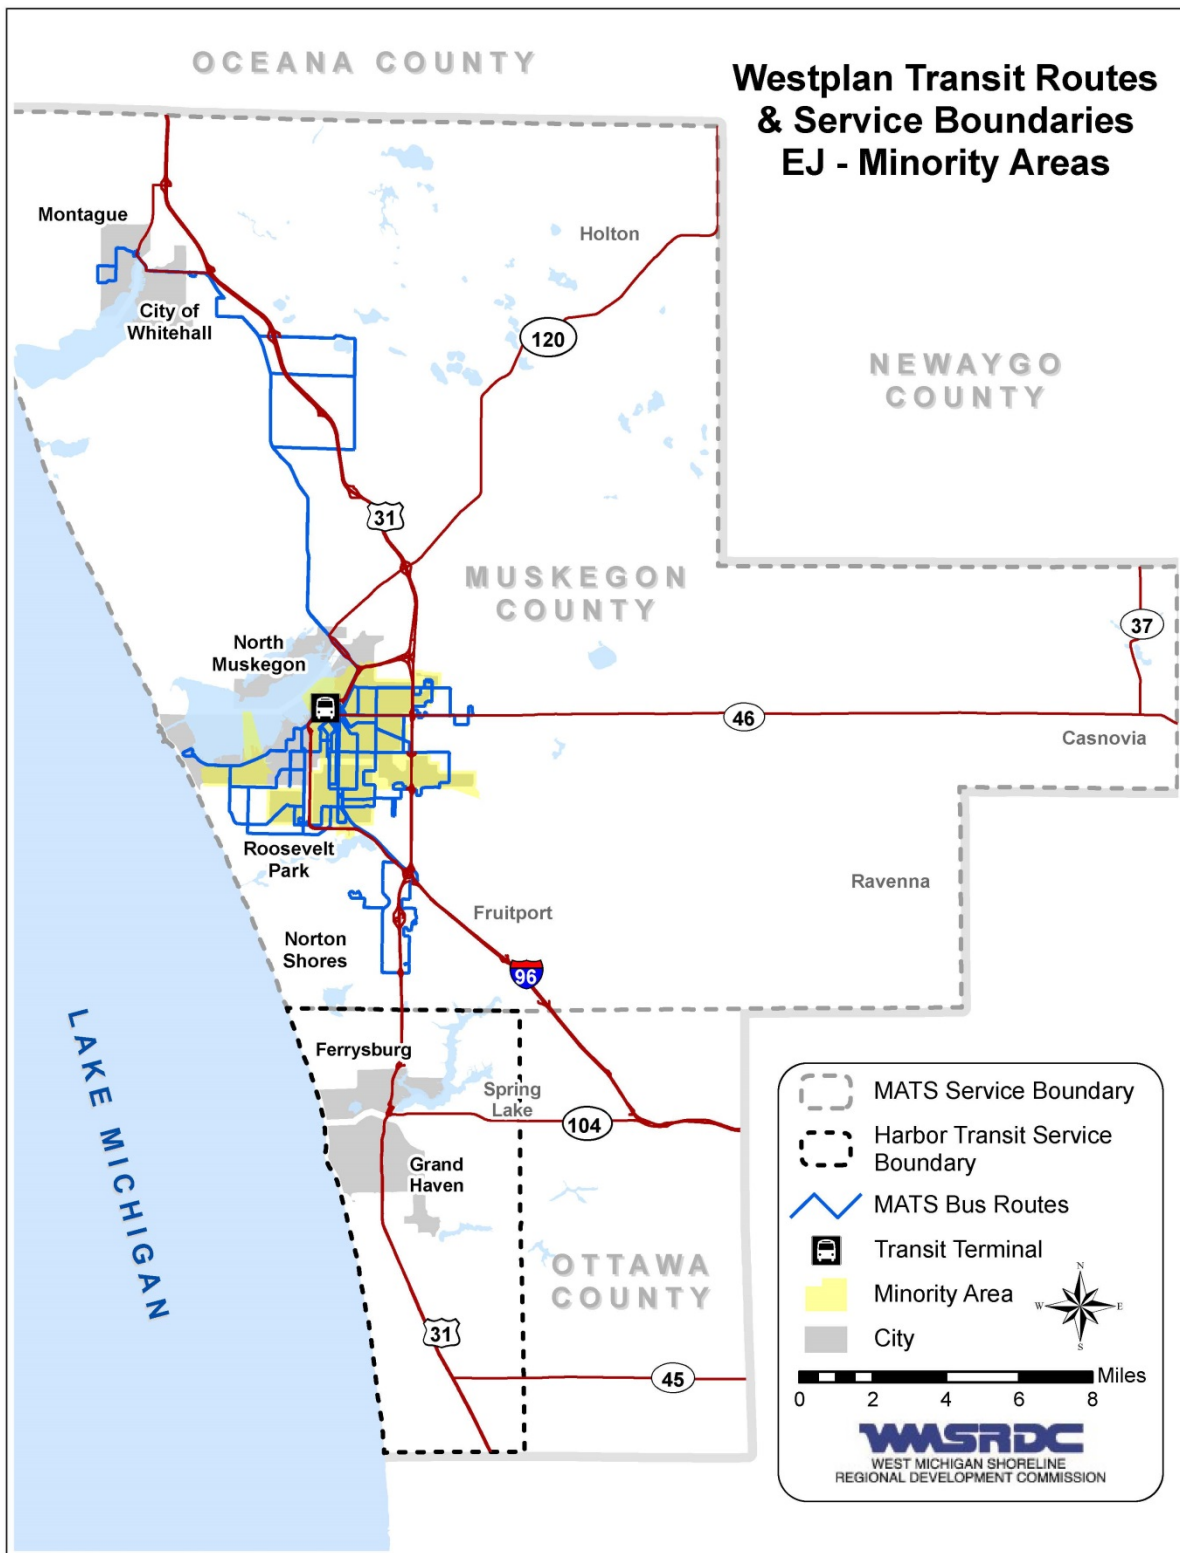 OCEANA COUNTY
Westplan Transit Routes
& Service Boundaries
EJ - Minority Areas
Montague
Holton
City of
Whitehall
120
NEWAYGO
COUNTY
31
MUSKEGON
COUNTY
37
North
Muskegon
46
Casnovia
Roosevelt
Park
Ravenna
Fruitport
Norton
Shores
96
LAKE MICHIGAN
Ferrysburg
Spring
Lake
104
Grand
Haven
OTTAWA
COUNTY
31
45
MATS Service Boundary
Harbor Transit Service
Boundary
MATS Bus Routes
Transit Terminal
Minority Area
City
N
W
E
S
Miles
0 2 4 6 8
WMSRDC
WEST MICHIGAN SHORELINE
REGIONAL DEVELOPMENT COMMISSION